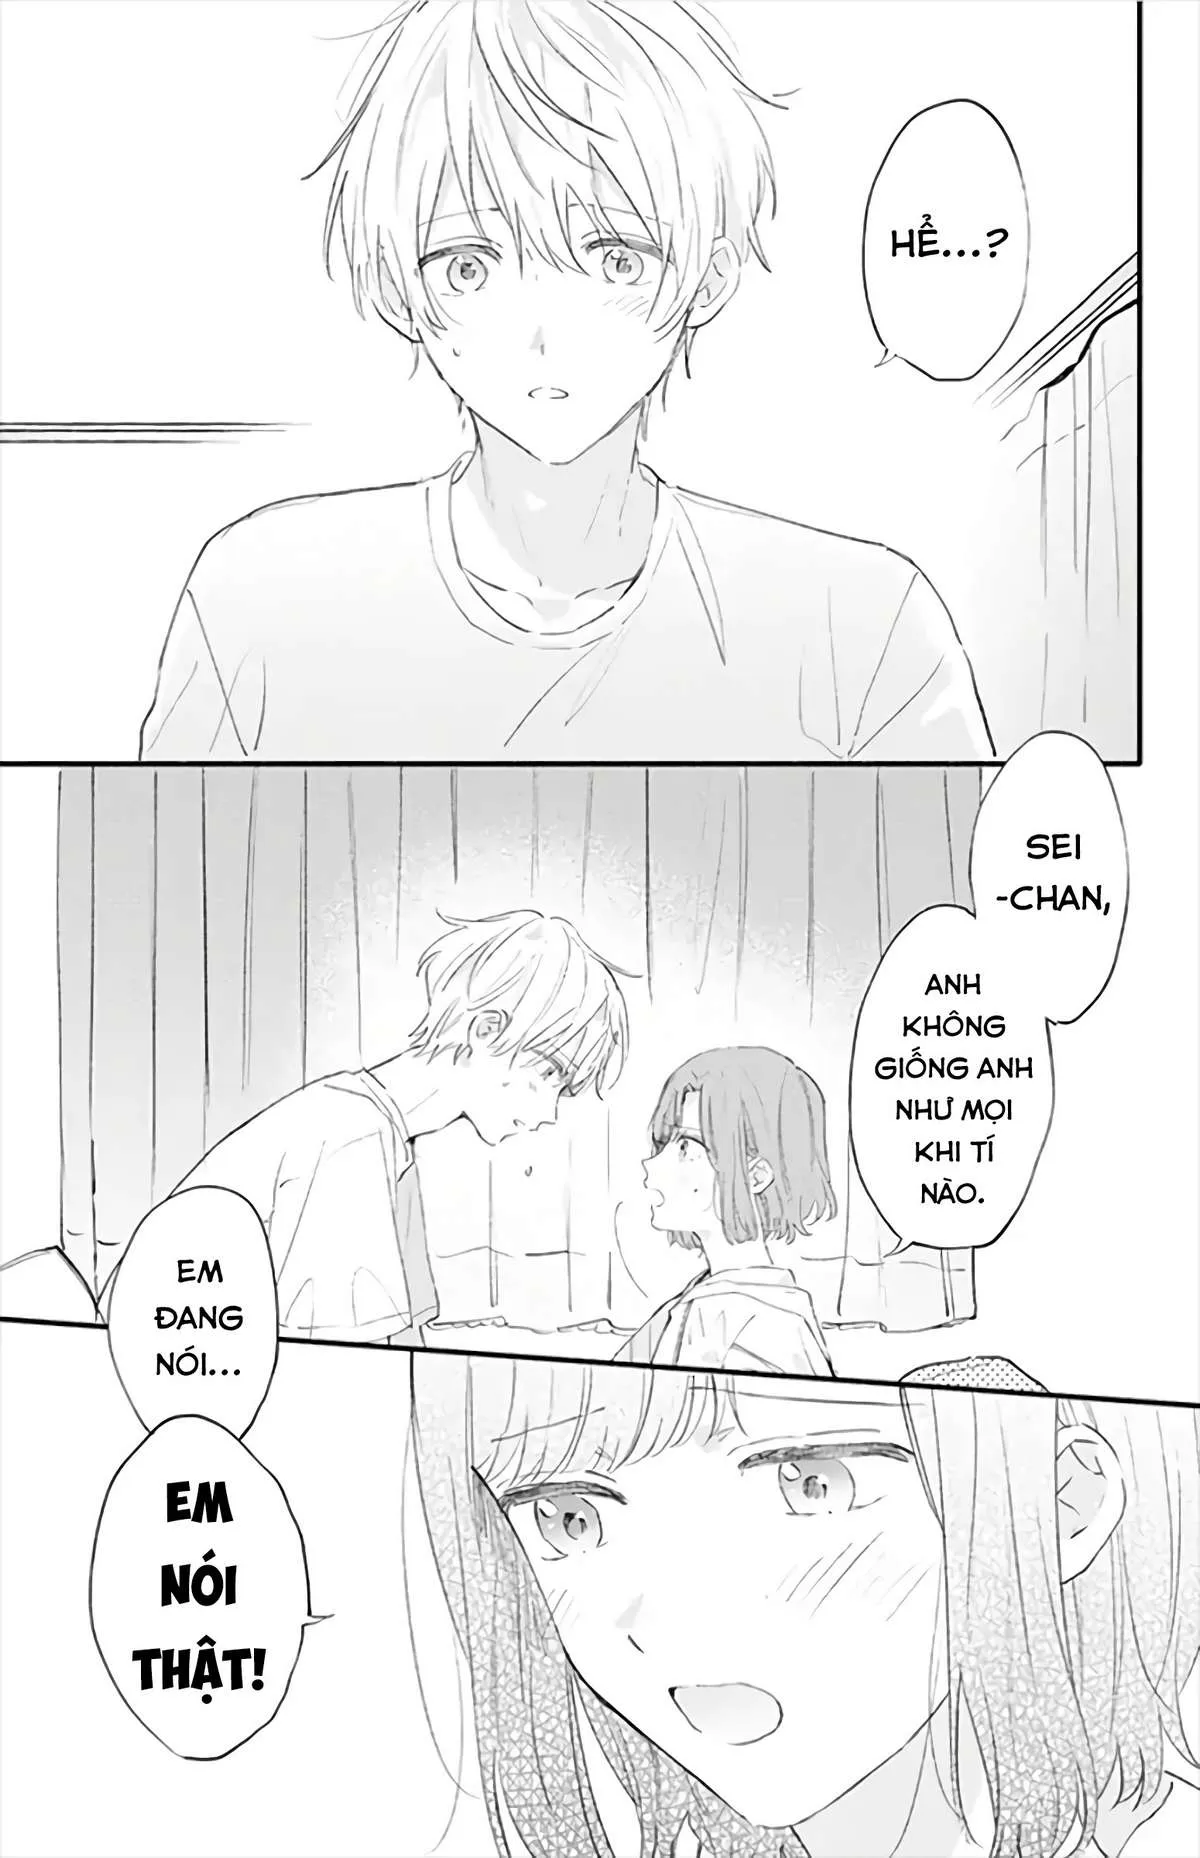 HỂ...?
SEI
-CHAN,
ANH
KHÔNG
GIỐNG ANH
NHƯ MỌI
KHI TÍ
NÀO.
EM
ĐANG
NÓI...
EM
NÓI
THẬT!